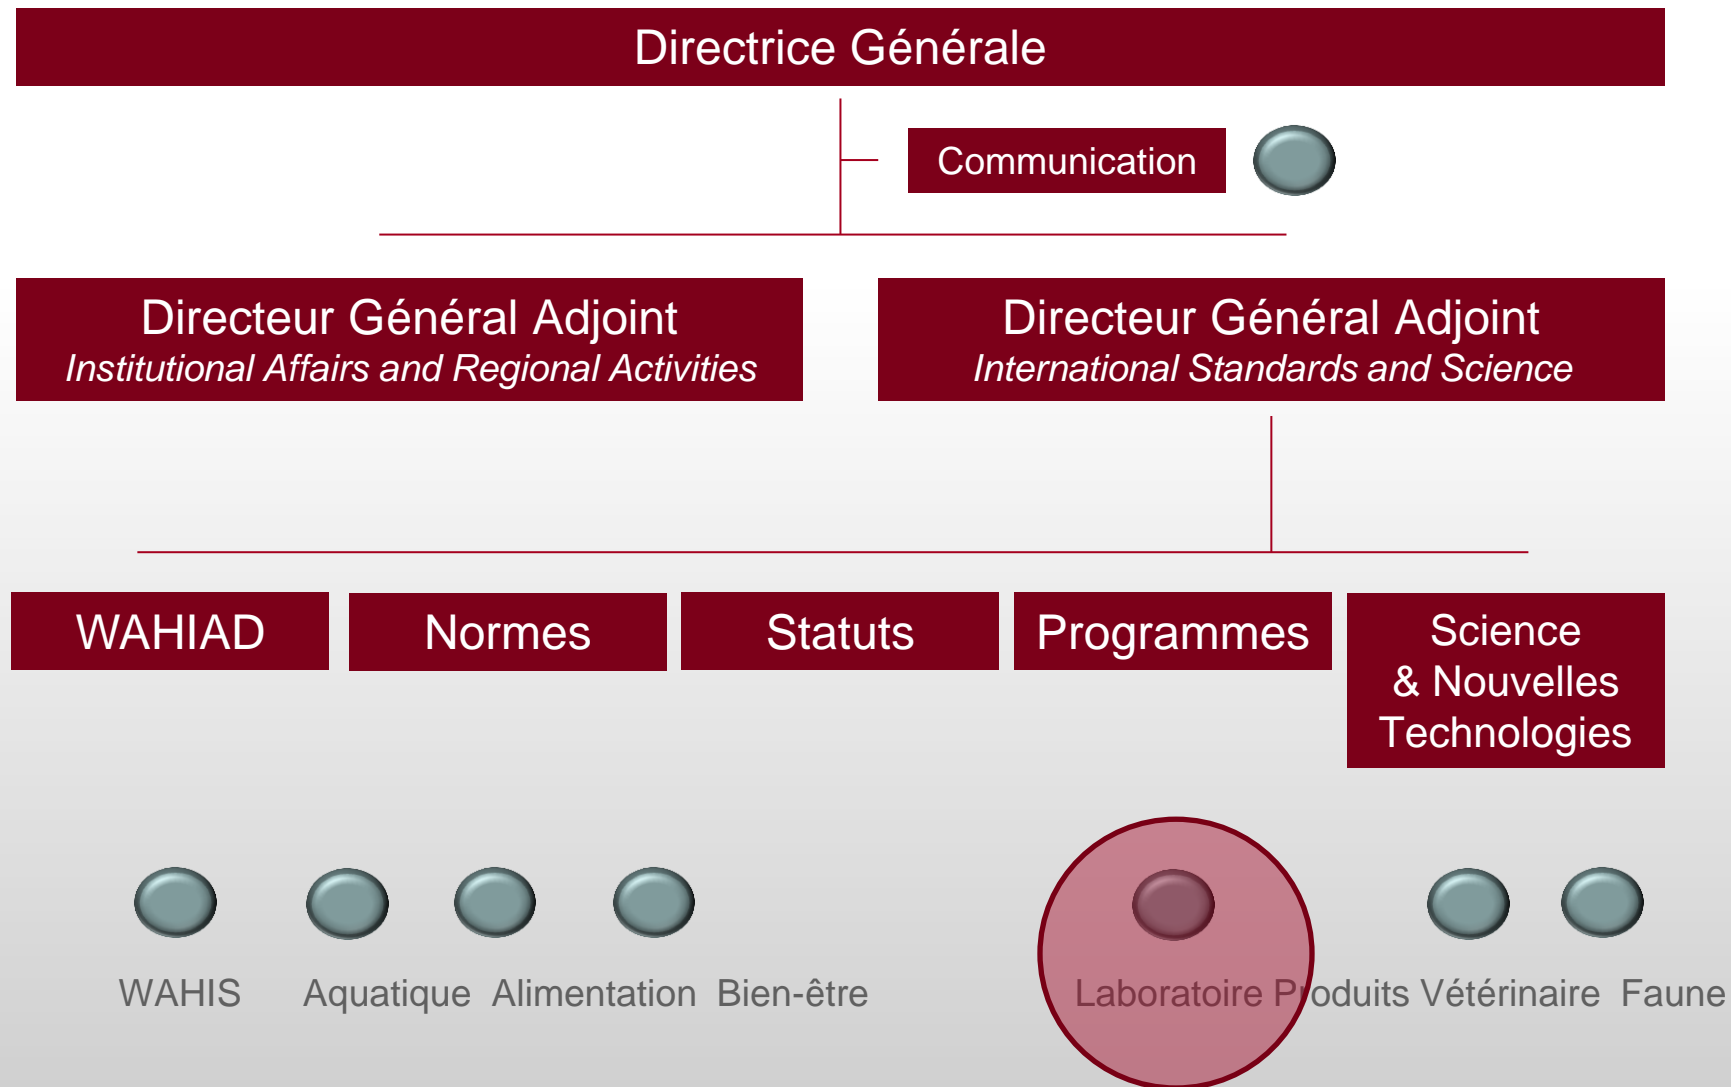 Directrice Générale
Communication
Directeur Général Adjoint
Institutional Affairs and Regional Activities
Directeur Général Adjoint
International Standards and Science
WAHIAD
Normes
Statuts
Programmes
Science
& Nouvelles
Technologies
WAHIS
Aquatique
Alimentation
Bien-être
Laboratoire
Produits Vétérinaire
Faune